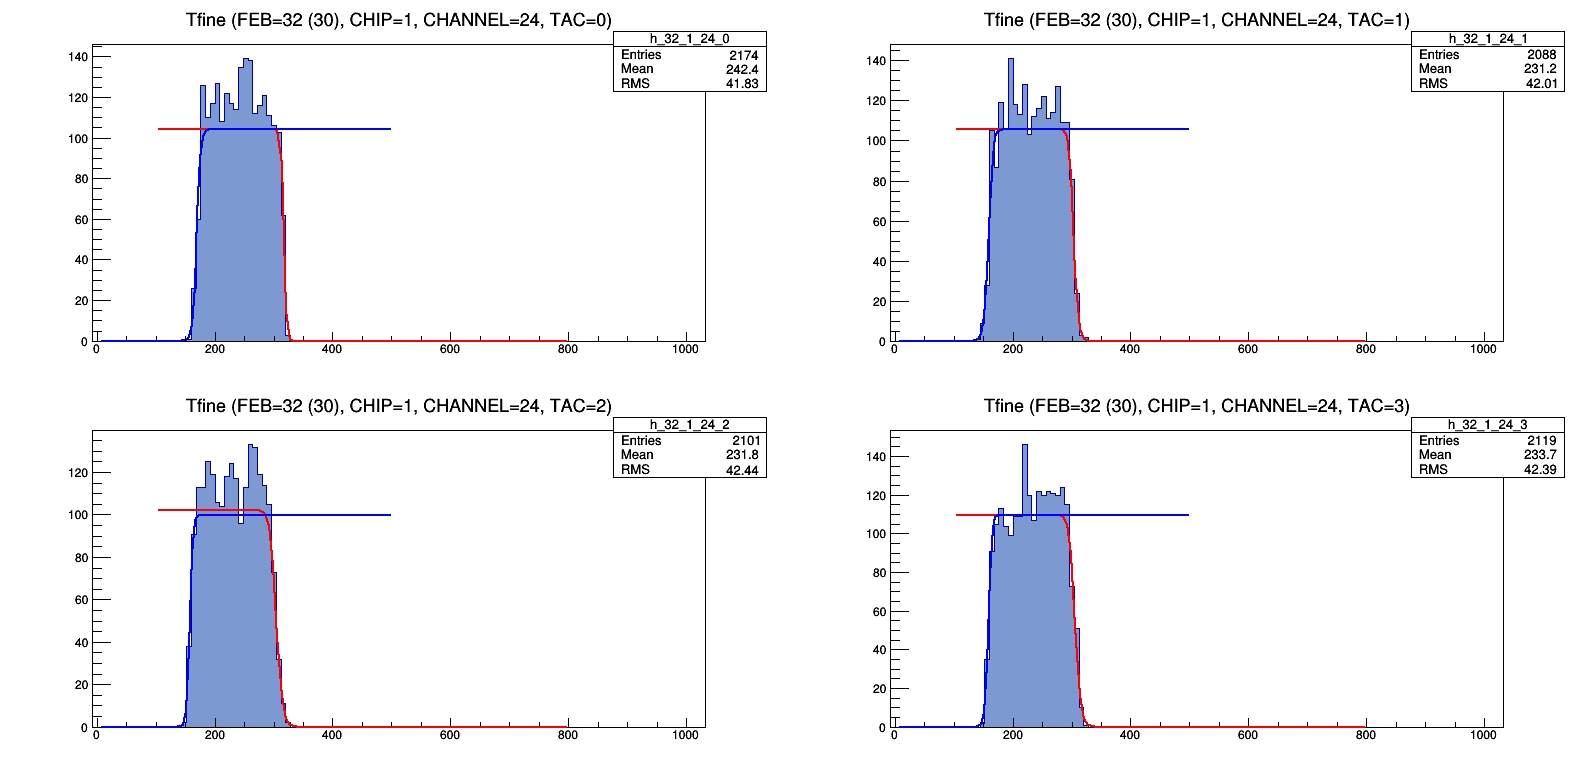 Tfine (FEB=32 (30), CHIP=1, CHANNEL=24, TAC=0)
h_32_1_24_0
Entries 2174
Mean 242.4
RMS 41.83
140
120
100
80
60
40
20
0
0 200 400 600 800 1000
Tfine (FEB=32 (30), CHIP=1, CHANNEL=24, TAC=1)
h_32_1_24_1
Entries 2088
Mean 231.2
RMS 42.01
140
120
100
80
60
40
20
0
0 200 400 600 800 1000
Tfine (FEB=32 (30), CHIP=1, CHANNEL=24, TAC=2)
h_32_1_24_2
Entries 2101
Mean 231.8
RMS 42.44
120
100
80
60
40
20
0
0 200 400 600 800 1000
Tfine (FEB=32 (30), CHIP=1, CHANNEL=24, TAC=3)
h_32_1_24_3
Entries 2119
Mean 233.7
RMS 42.39
140
120
100
80
60
40
20
0
0 200 400 600 800 1000